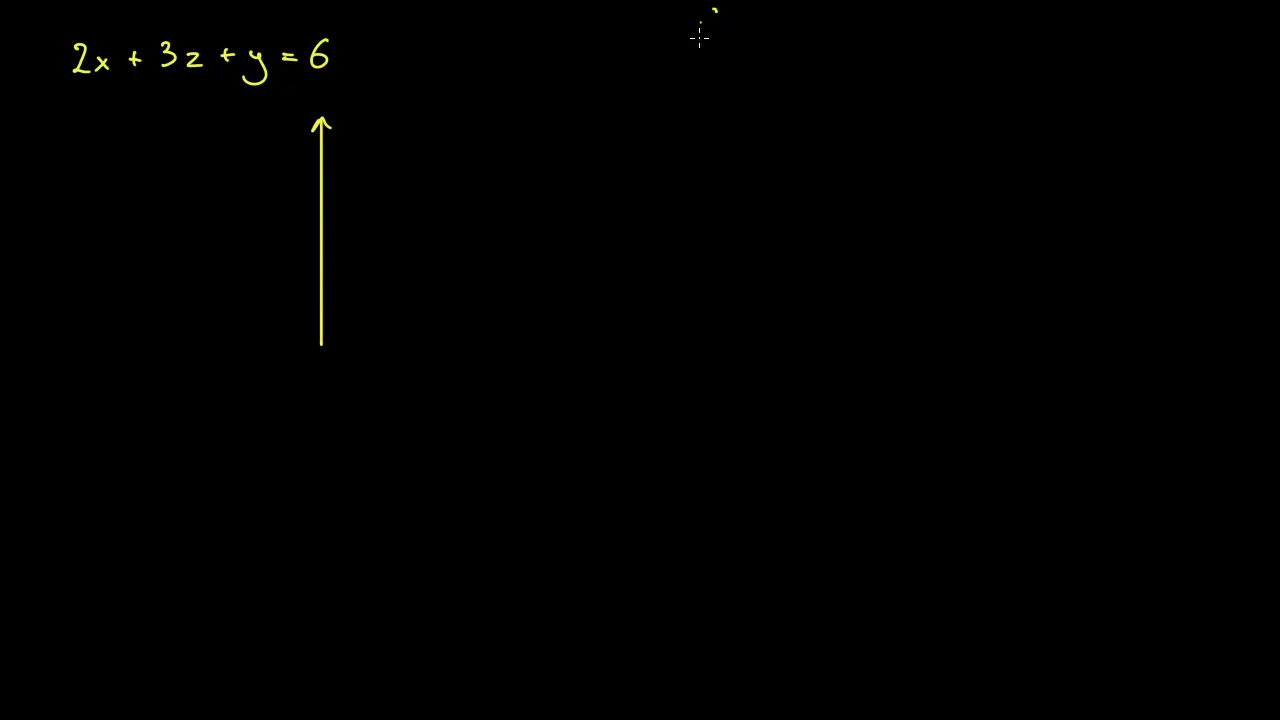 2x + 3z + y = 6